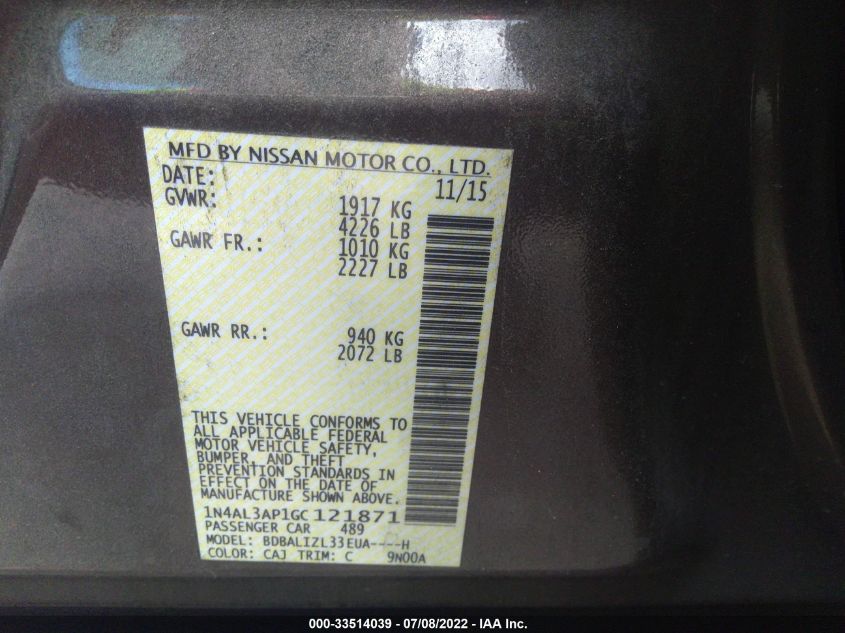 MFD BY NISSAN MOTOR CO., LTD.
DATE: 11/15
GVWR: 1917 KG
4226 LB
GAWR FR.: 1010 KG
2227 LB
GAWR RR.: 940 KG
2072 LB
THIS VEHICLE CONFORMS TO
ALL APPLICABLE FEDERAL
MOTOR VEHICLE SAFETY,
BUMPER, AND THEFT
PREVENTION STANDARDS IN
EFFECT ON THE DATE OF
MANUFACTURE SHOWN ABOVE.
1N4AL3AP1GC121871
PASSENGER CAR 489
MODEL: BDBALIZL33EUA----H
COLOR: CAJ TRIM: C 9N00A
000-33514039 - 07/08/2022 - IAA Inc.